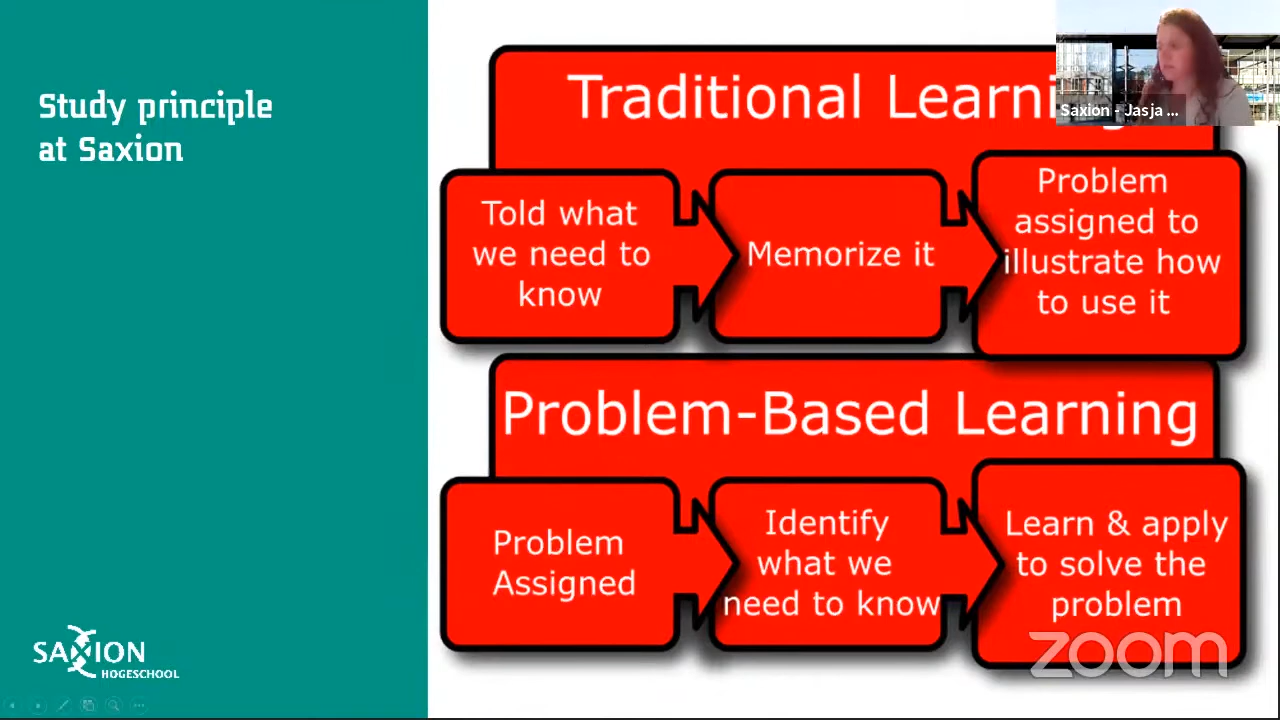 Study principle
at Saxion
Traditional Learning
Saxion - Jasja ...
Told what
we need to
know
Memorize it
Problem
assigned to
illustrate how
to use it
Problem-Based Learning
Problem
Assigned
Identify
what we
need to know
Learn & apply
to solve the
problem
zoom
SAXION
HOGESCHOOL